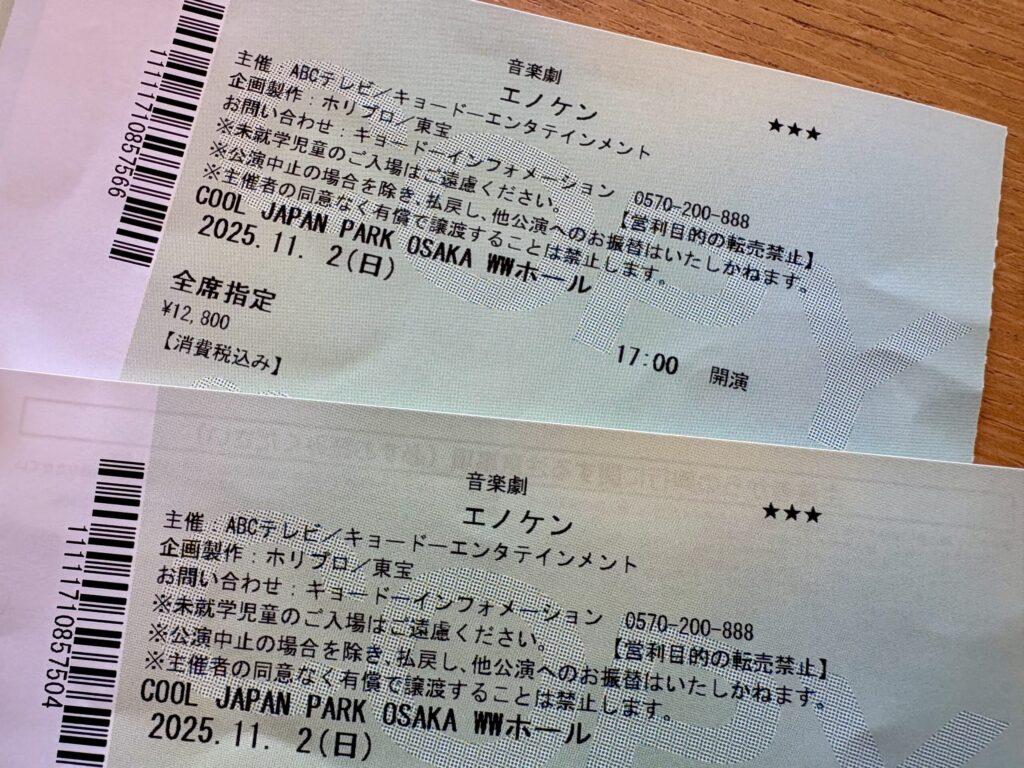 音楽劇
エノケン ★★★
主催：ABCテレビ／キョードーエンタテインメント
企画製作：ホリプロ／東宝
お問い合わせ：キョードーインフォメーション 0570-200-888
※未就学児童のご入場はご遠慮ください。 【営利目的の転売禁止】
※公演中止の場合を除き、払戻し、他公演へのお振替はいたしかねます。
※主催者の同意なく有償で譲渡することは禁止します。
COOL JAPAN PARK OSAKA WWホール
2025.11. 2(日)
全席指定
¥12,800 17:00 開演
【消費税込み】
11111710857566
COPY
音楽劇
エノケン ★★★
主催：ABCテレビ／キョードーエンタテインメント
企画製作：ホリプロ／東宝
お問い合わせ：キョードーインフォメーション 0570-200-888
※未就学児童のご入場はご遠慮ください。 【営利目的の転売禁止】
※公演中止の場合を除き、払戻し、他公演へのお振替はいたしかねます。
※主催者の同意なく有償で譲渡することは禁止します。
COOL JAPAN PARK OSAKA WWホール
2025.11. 2(日)
11111710857504
COPY